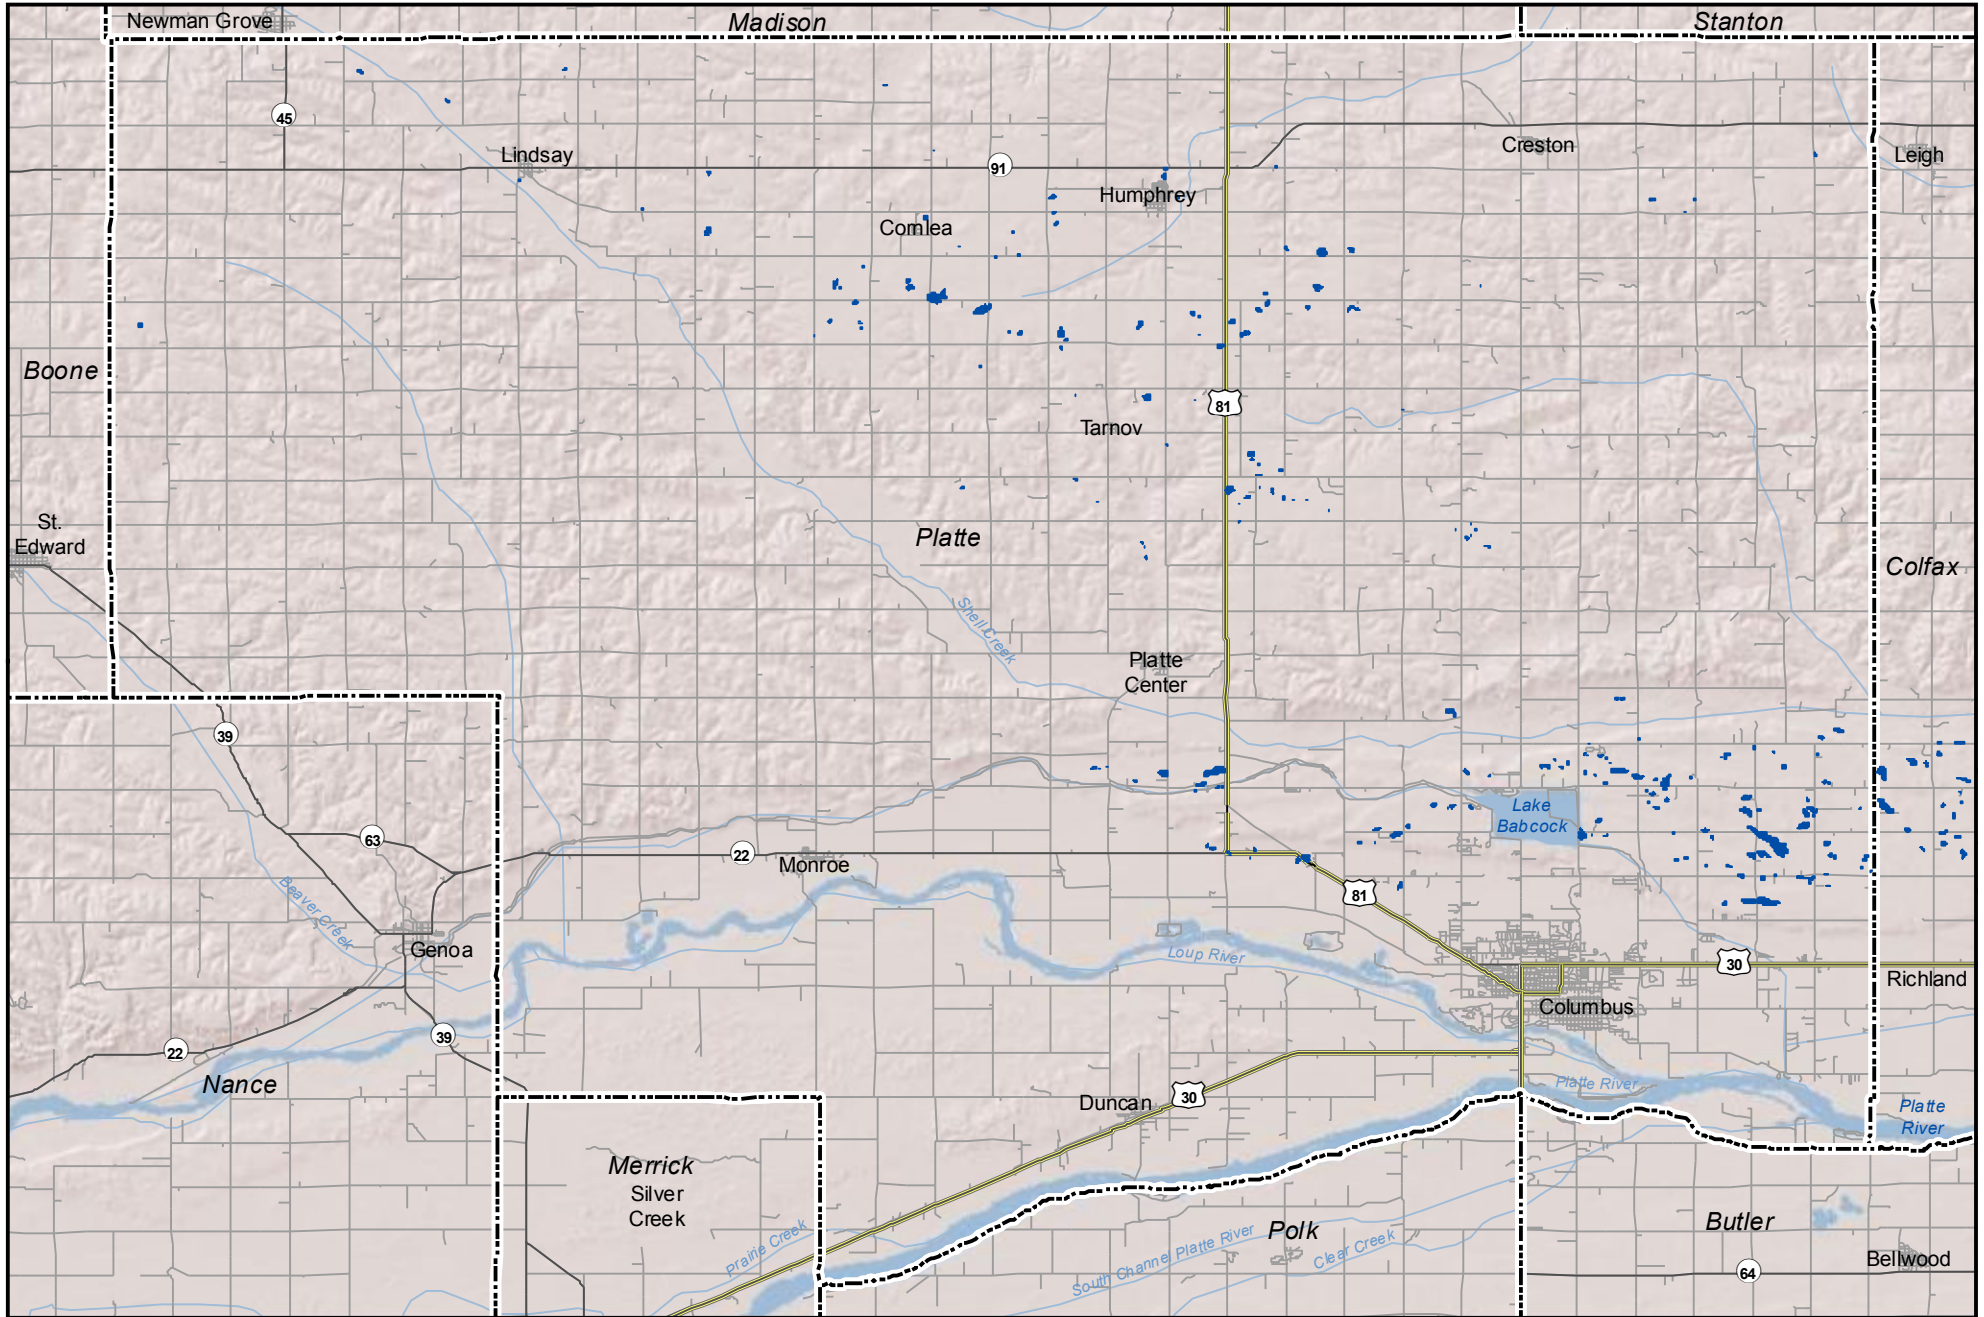 Newman Grove
Madison
Stanton
45
Lindsay
91
Creston
Leigh
Humphrey
Cornlea
Boone
81
Tarnov
St.
Edward
Platte
Colfax
Shell Creek
Platte
Center
39
Lake
Babcock
63
22
Monroe
81
Beaver Creek
Genoa
Loup River
30
Richland
Columbus
39
22
Nance
Platte River
Duncan
30
Platte
River
Merrick
Silver
Creek
Prairie Creek
South Channel Platte River
Polk
Clear Creek
Butler
Bellwood
64